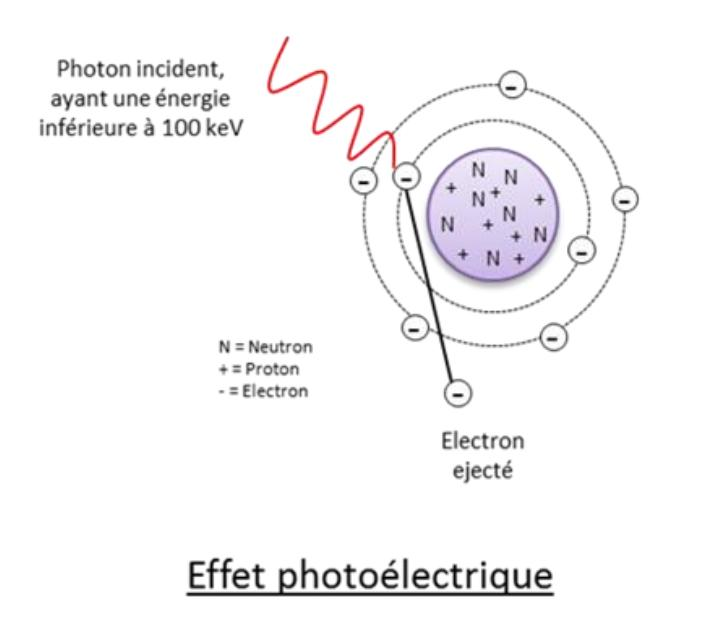 Photon incident,
ayant une énergie
inférieure à 100 keV
-
- - -
N N
+ +
N +
N N
+
+ N
-
+ N +
- -
N = Neutron
+ = Proton
- = Electron
-
Electron
ejecté
Effet photoélectrique